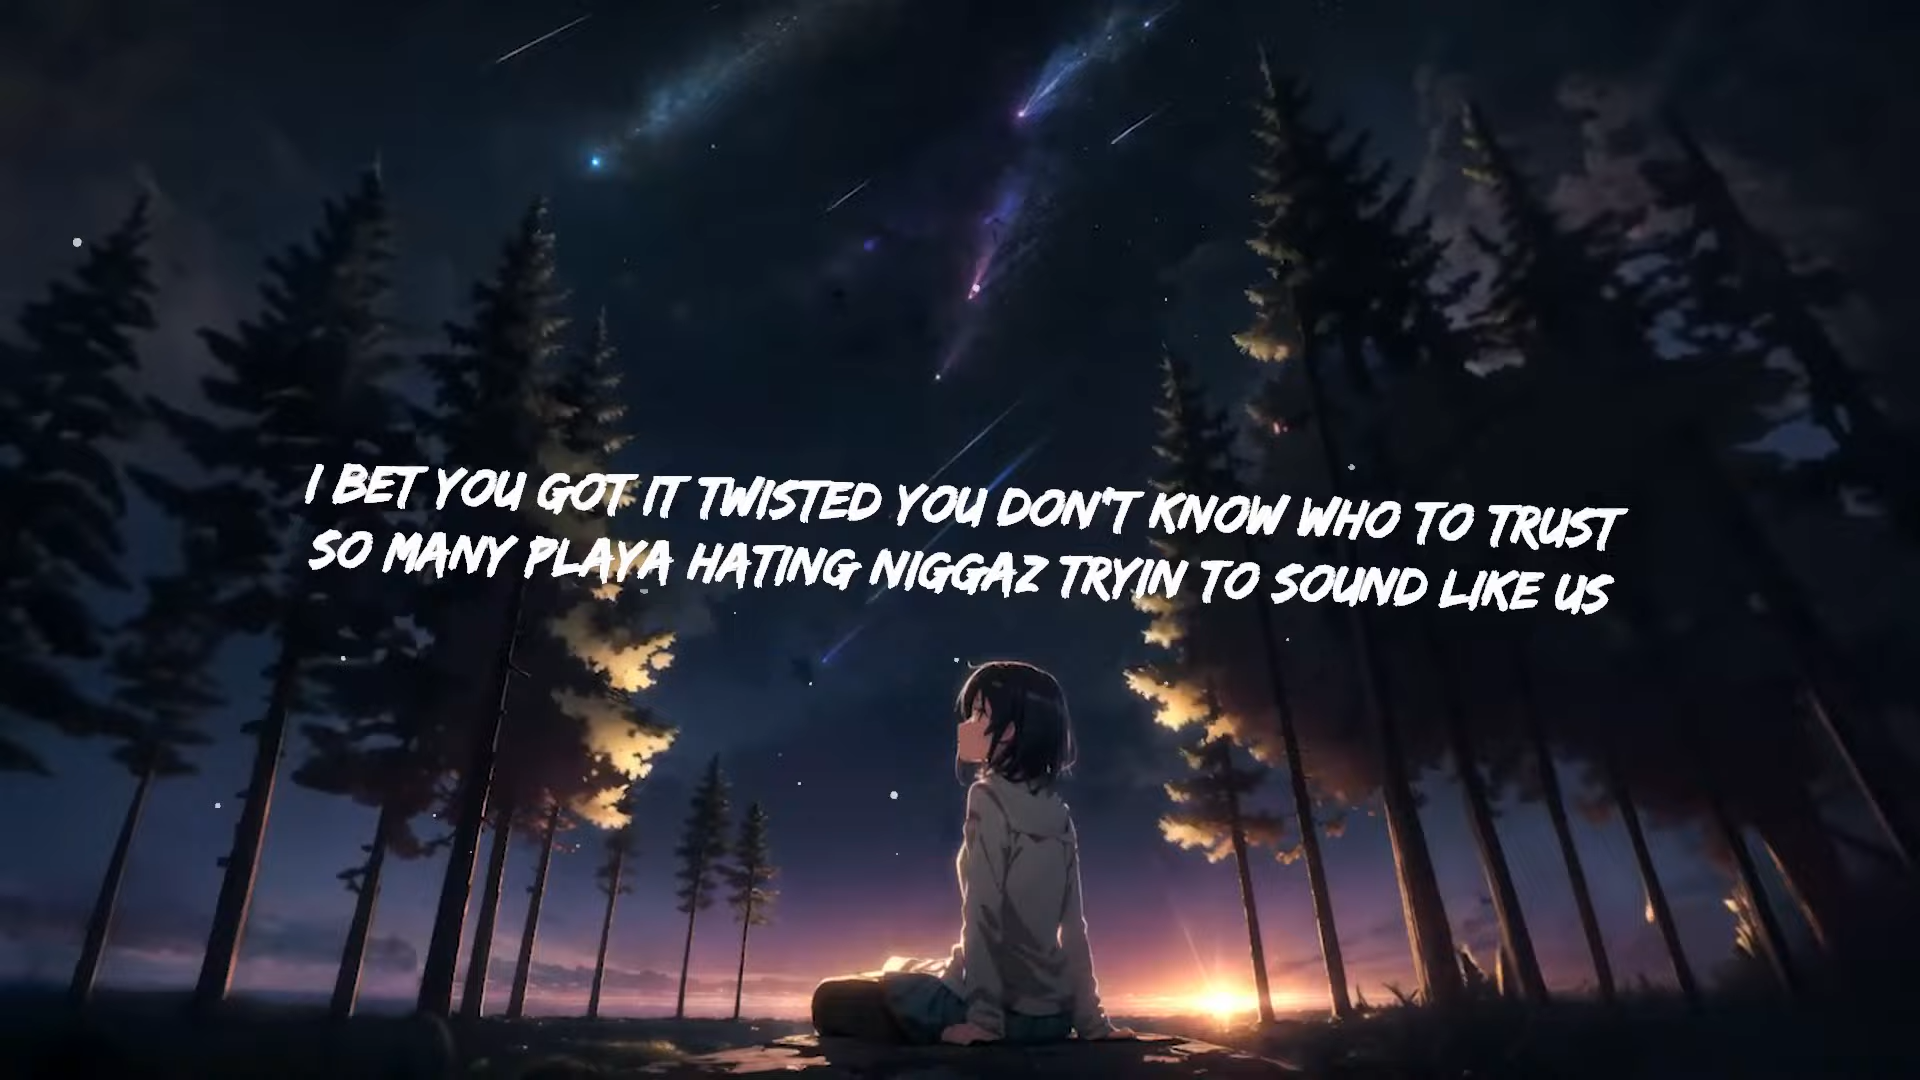 I BET YOU GOT IT TWISTED YOU DON'T KNOW WHO TO TRUST
SO MANY PLAYA HATING NIGGAZ TRYIN TO SOUND LIKE US